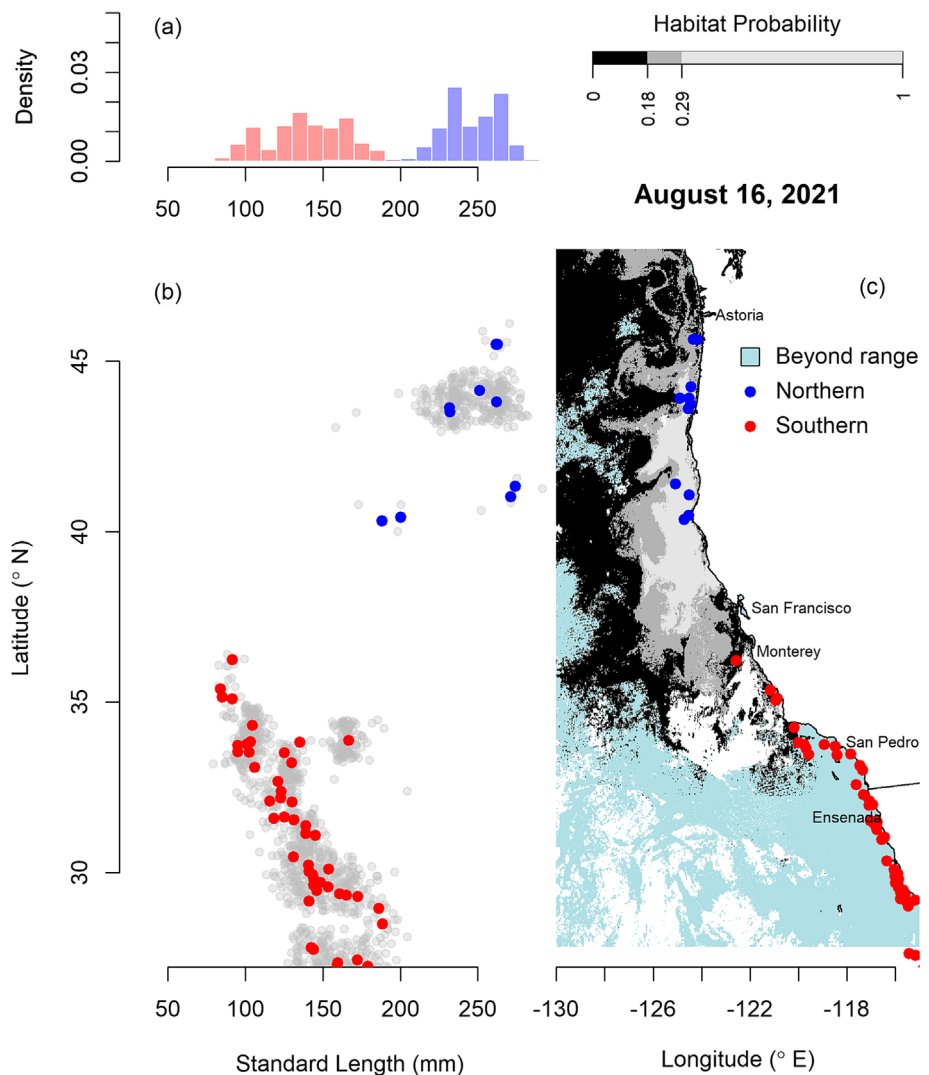 (a)
Density
0.03
0.00
50
100
150
200
250
Habitat Probability
0
0.18
0.29
1
August 16, 2021
(b)
Latitude (° N)
45
40
35
30
50
100
150
200
250
Standard Length (mm)
(c)
Astoria
Beyond range
Northern
Southern
San Francisco
Monterey
San Pedro
Ensenada
-130
-126
-122
-118
Longitude (° E)